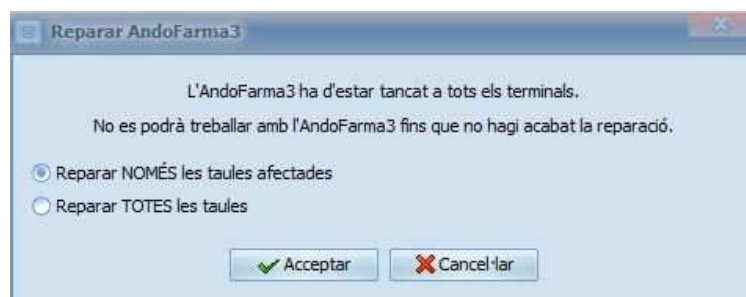 Reparar AndoFarma3
L'AndoFarma3 ha d'estar tancat a tots els terminals.
No es podrà treballar amb l'AndoFarma3 fins que no hagi acabat la reparació.
Reparar NOMÉS les taules afectades
Reparar TOTES les taules
Acceptar
Cancel·lar